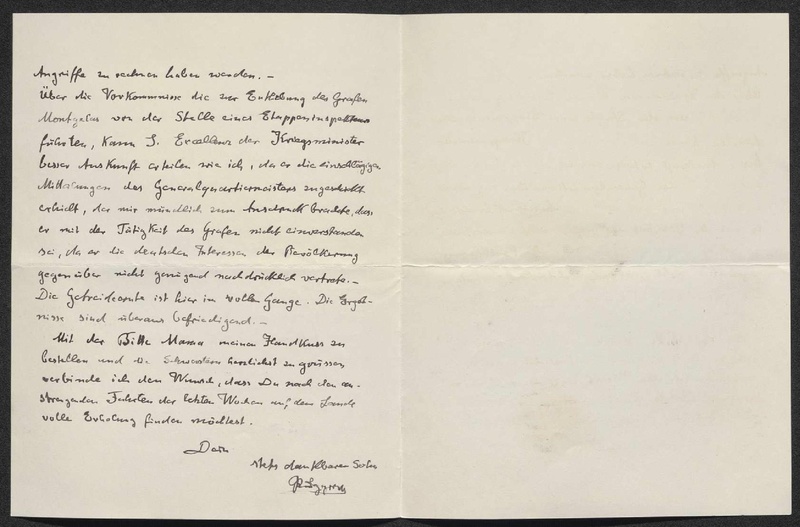 Angriffe zu rechnen haben werden. –
Über die Vorkommnisse die zur Enthebung des Grafen
Montgelas von der Stelle eines Etappeninspekteurs
führten, kann S. Excellenz der Kriegsminister
besser Auskunft erteilen wie ich, da er die einschlägigen
Mitteilungen des Generalquartiermeisters zugeschickt
erhielt, der mir mündlich zum Ausdruck brachte, dass
er mit der Tätigkeit des Grafen nicht einverstanden
sei, da er die deutschen Interessen der Bevölkerung
gegenüber nicht genügend nachdrücklich vertrete. –
Die Getreideernte ist hier im vollen Gange. Die Ergeb-
nisse sind überaus befriedigend. –
Mit der Bitte Mama meinen Handkuss zu
bestellen und die Schwestern herzlichst zu grüssen
verbinde ich den Wunsch, dass Du nach den an-
strengenden Fahrten der letzten Wochen auf dem Lande
volle Erholung finden möchtest.
Dein
stets dankbarer Sohn
Rupprecht